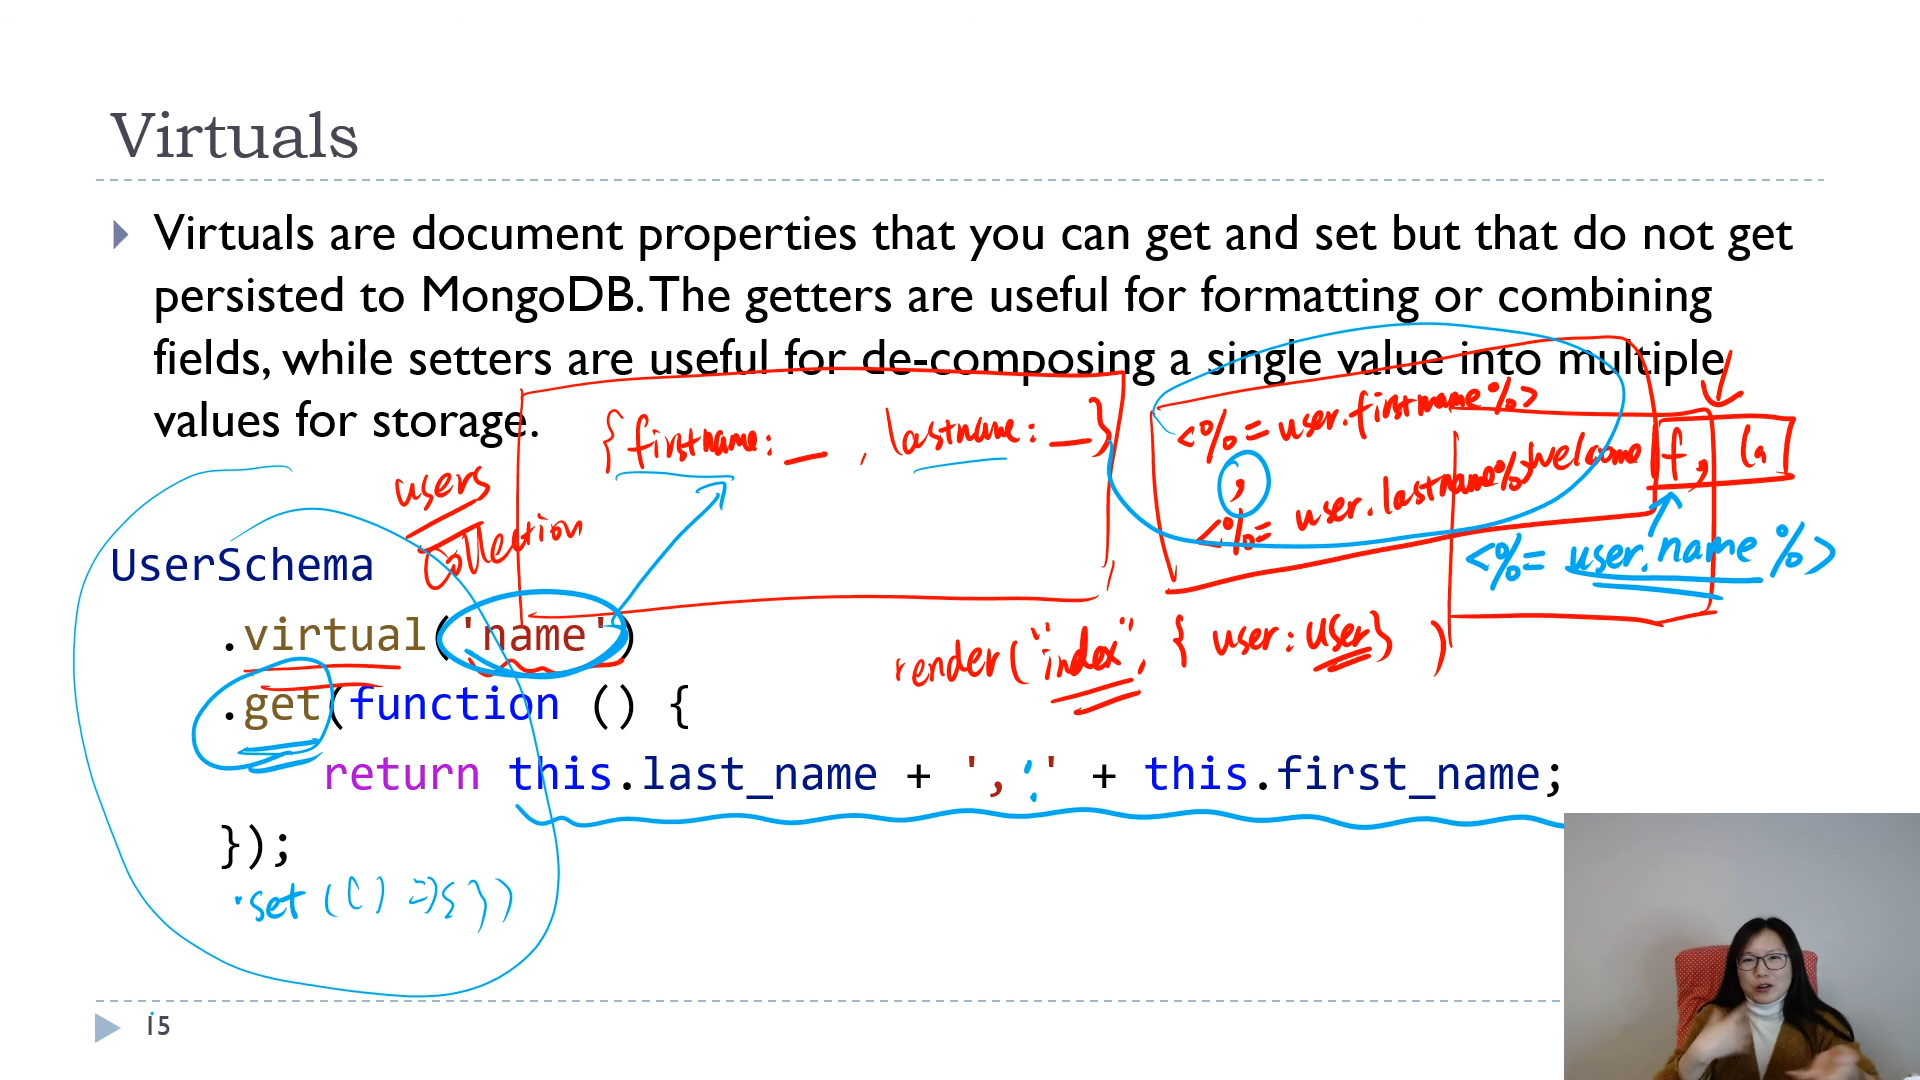 Virtuals
Virtuals are document properties that you can get and set but that do not get
persisted to MongoDB. The getters are useful for formatting or combining
fields, while setters are useful for de-composing a single value into multiple
values for storage.
{firstname: _ , lastname: _}
<%= user.firstname %>
,
<%= user.lastname %>
welcome f, la
<%= user.name %>
users
collection
render("index", { user: user} )
UserSchema
.virtual('name')
.get(function () {
return this.last_name + ', ' + this.first_name;
});
.set(() => { })
15